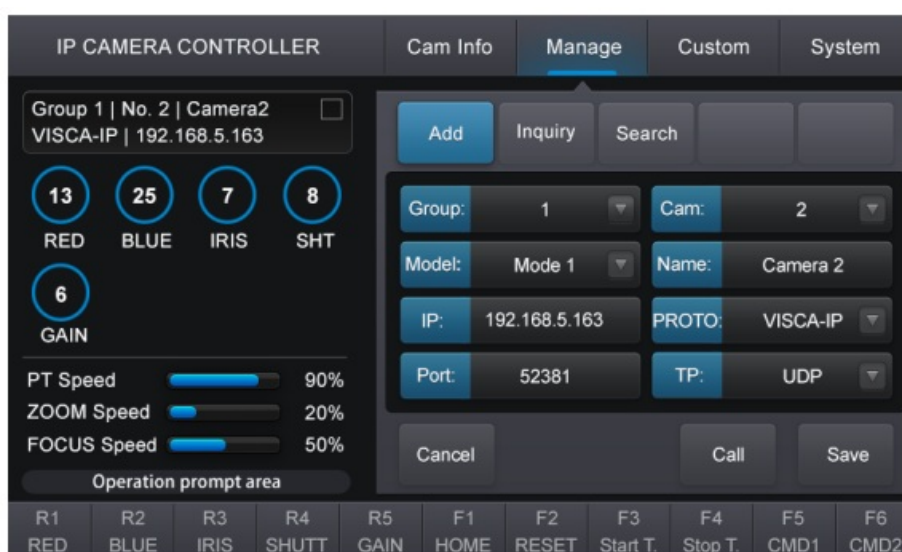 IP CAMERA CONTROLLER Cam Info Manage Custom System
Group 1 | No. 2 | Camera2
VISCA-IP | 192.168.5.163
13 25 7 8
RED BLUE IRIS SHT
6
GAIN
PT Speed 90%
ZOOM Speed 20%
FOCUS Speed 50%
Operation prompt area
Add Inquiry Search
Group: 1 Cam: 2
Model: Mode 1 Name: Camera 2
IP: 192.168.5.163 PROTO: VISCA-IP
Port: 52381 TP: UDP
Cancel Call Save
R1 R2 R3 R4 R5 F1 F2 F3 F4 F5 F6
RED BLUE IRIS SHUTT GAIN HOME RESET Start T. Stop T. CMD1 CMD2